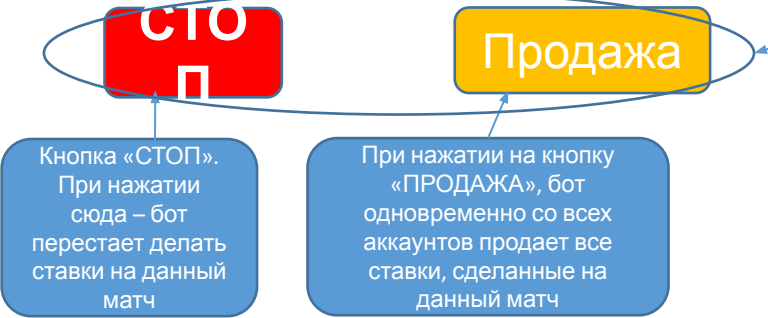 СТО
П
Продажа
Кнопка «СТОП».
При нажатии
сюда – бот
перестает делать
ставки на данный
матч
При нажатии на кнопку
«ПРОДАЖА», бот
одновременно со всех
аккаунтов продает все
ставки, сделанные на
данный матч